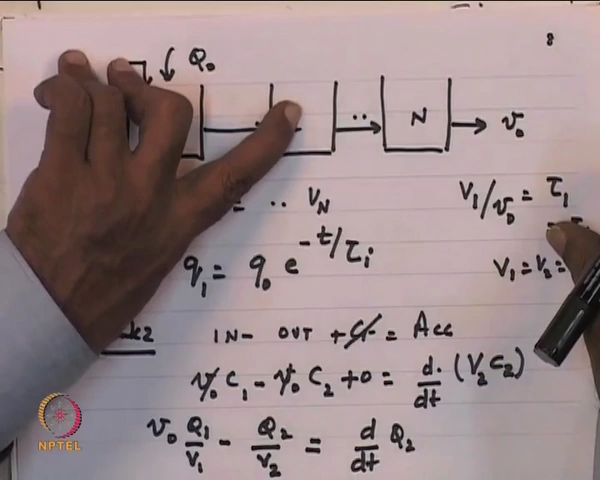 8
Q₀
N
v₀
= ·· V_N
V₁/v₀ = τ₁
q₁ = q₀ e^{-t/τᵢ}
V₁ = V₂ =
IN - OUT + G = Acc
v₀ C₁ - v₀ C₂ + 0 = d/dt (V₂ C₂)
v₀ Q₁/V₁ - Q₂/V₂ = d/dt Q₂
NPTEL